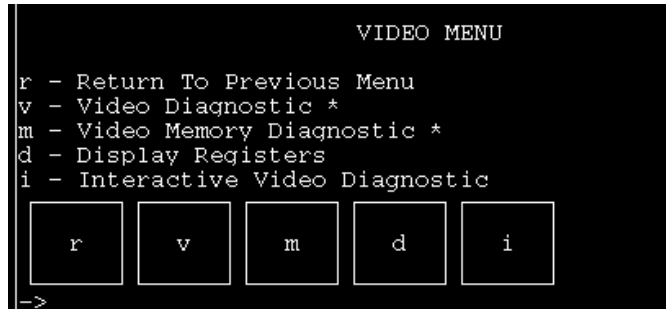 VIDEO MENU
r - Return To Previous Menu
v - Video Diagnostic *
m - Video Memory Diagnostic *
d - Display Registers
i - Interactive Video Diagnostic
r v m d i
->